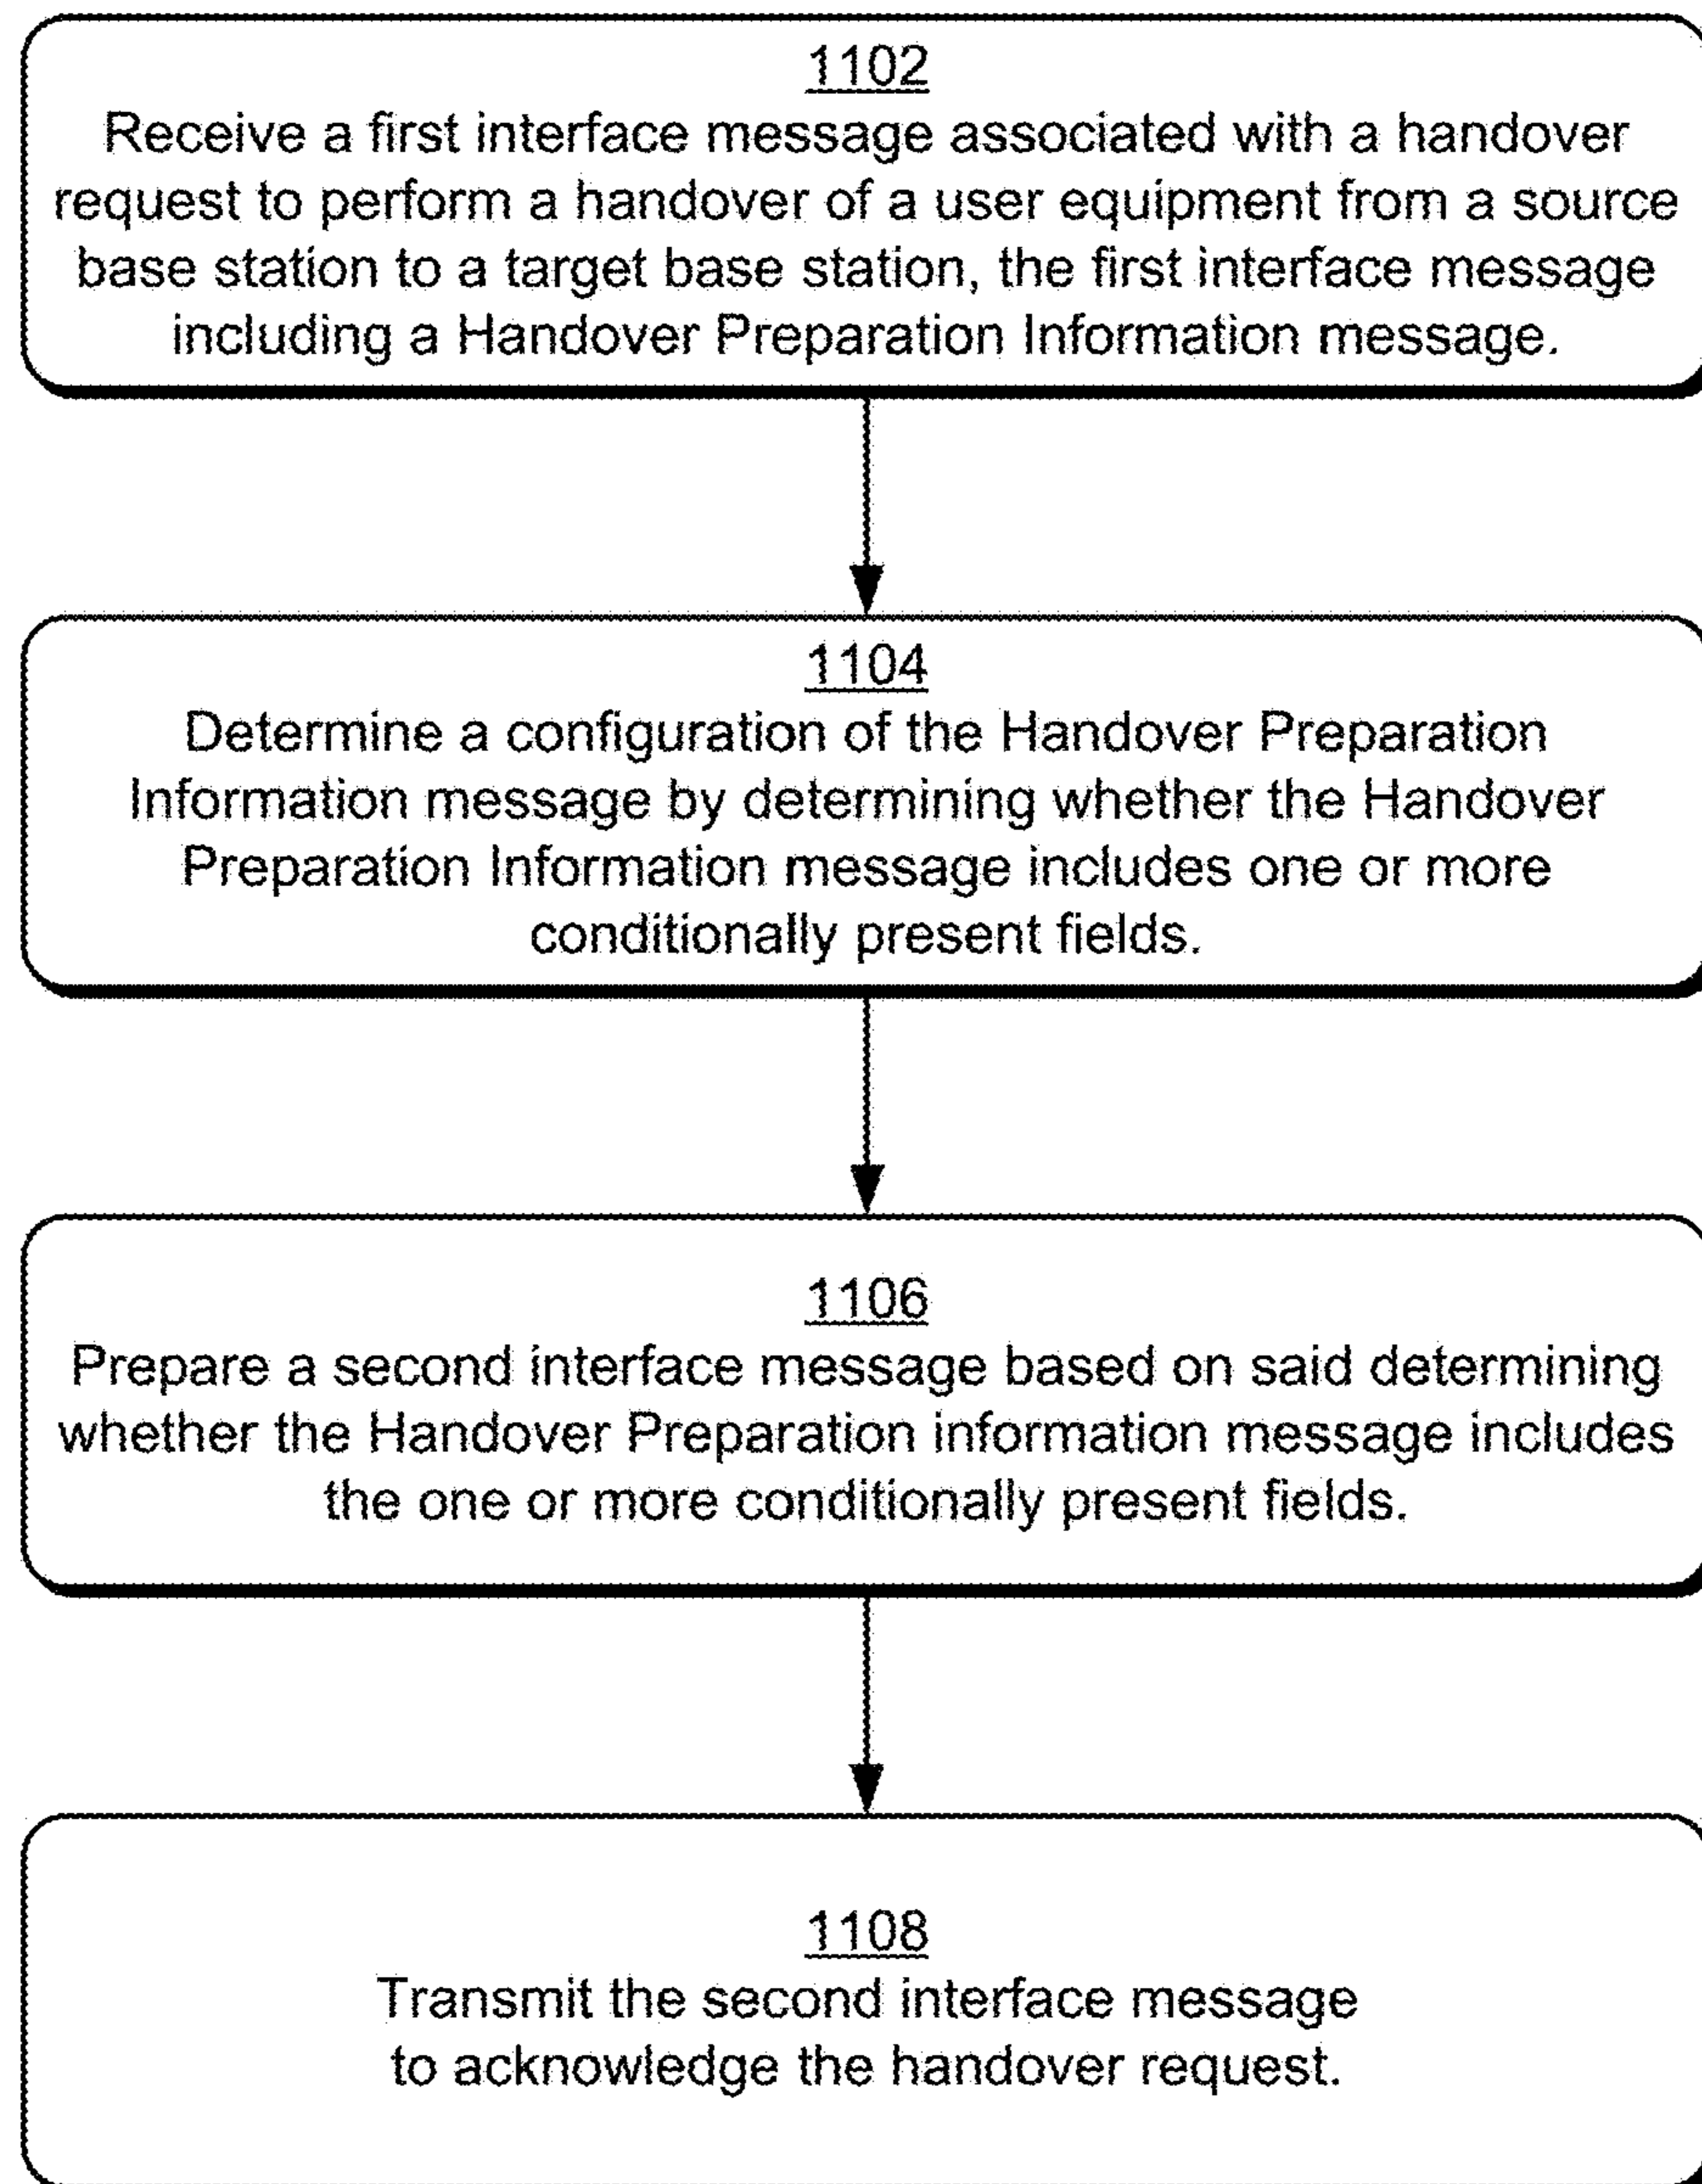 1102
Receive a first interface message associated with a handover
request to perform a handover of a user equipment from a source
base station to a target base station, the first interface message
including a Handover Preparation Information message.
1104
Determine a configuration of the Handover Preparation
Information message by determining whether the Handover
Preparation Information message includes one or more
conditionally present fields.
1106
Prepare a second interface message based on said determining
whether the Handover Preparation information message includes
the one or more conditionally present fields.
1108
Transmit the second interface message
to acknowledge the handover request.